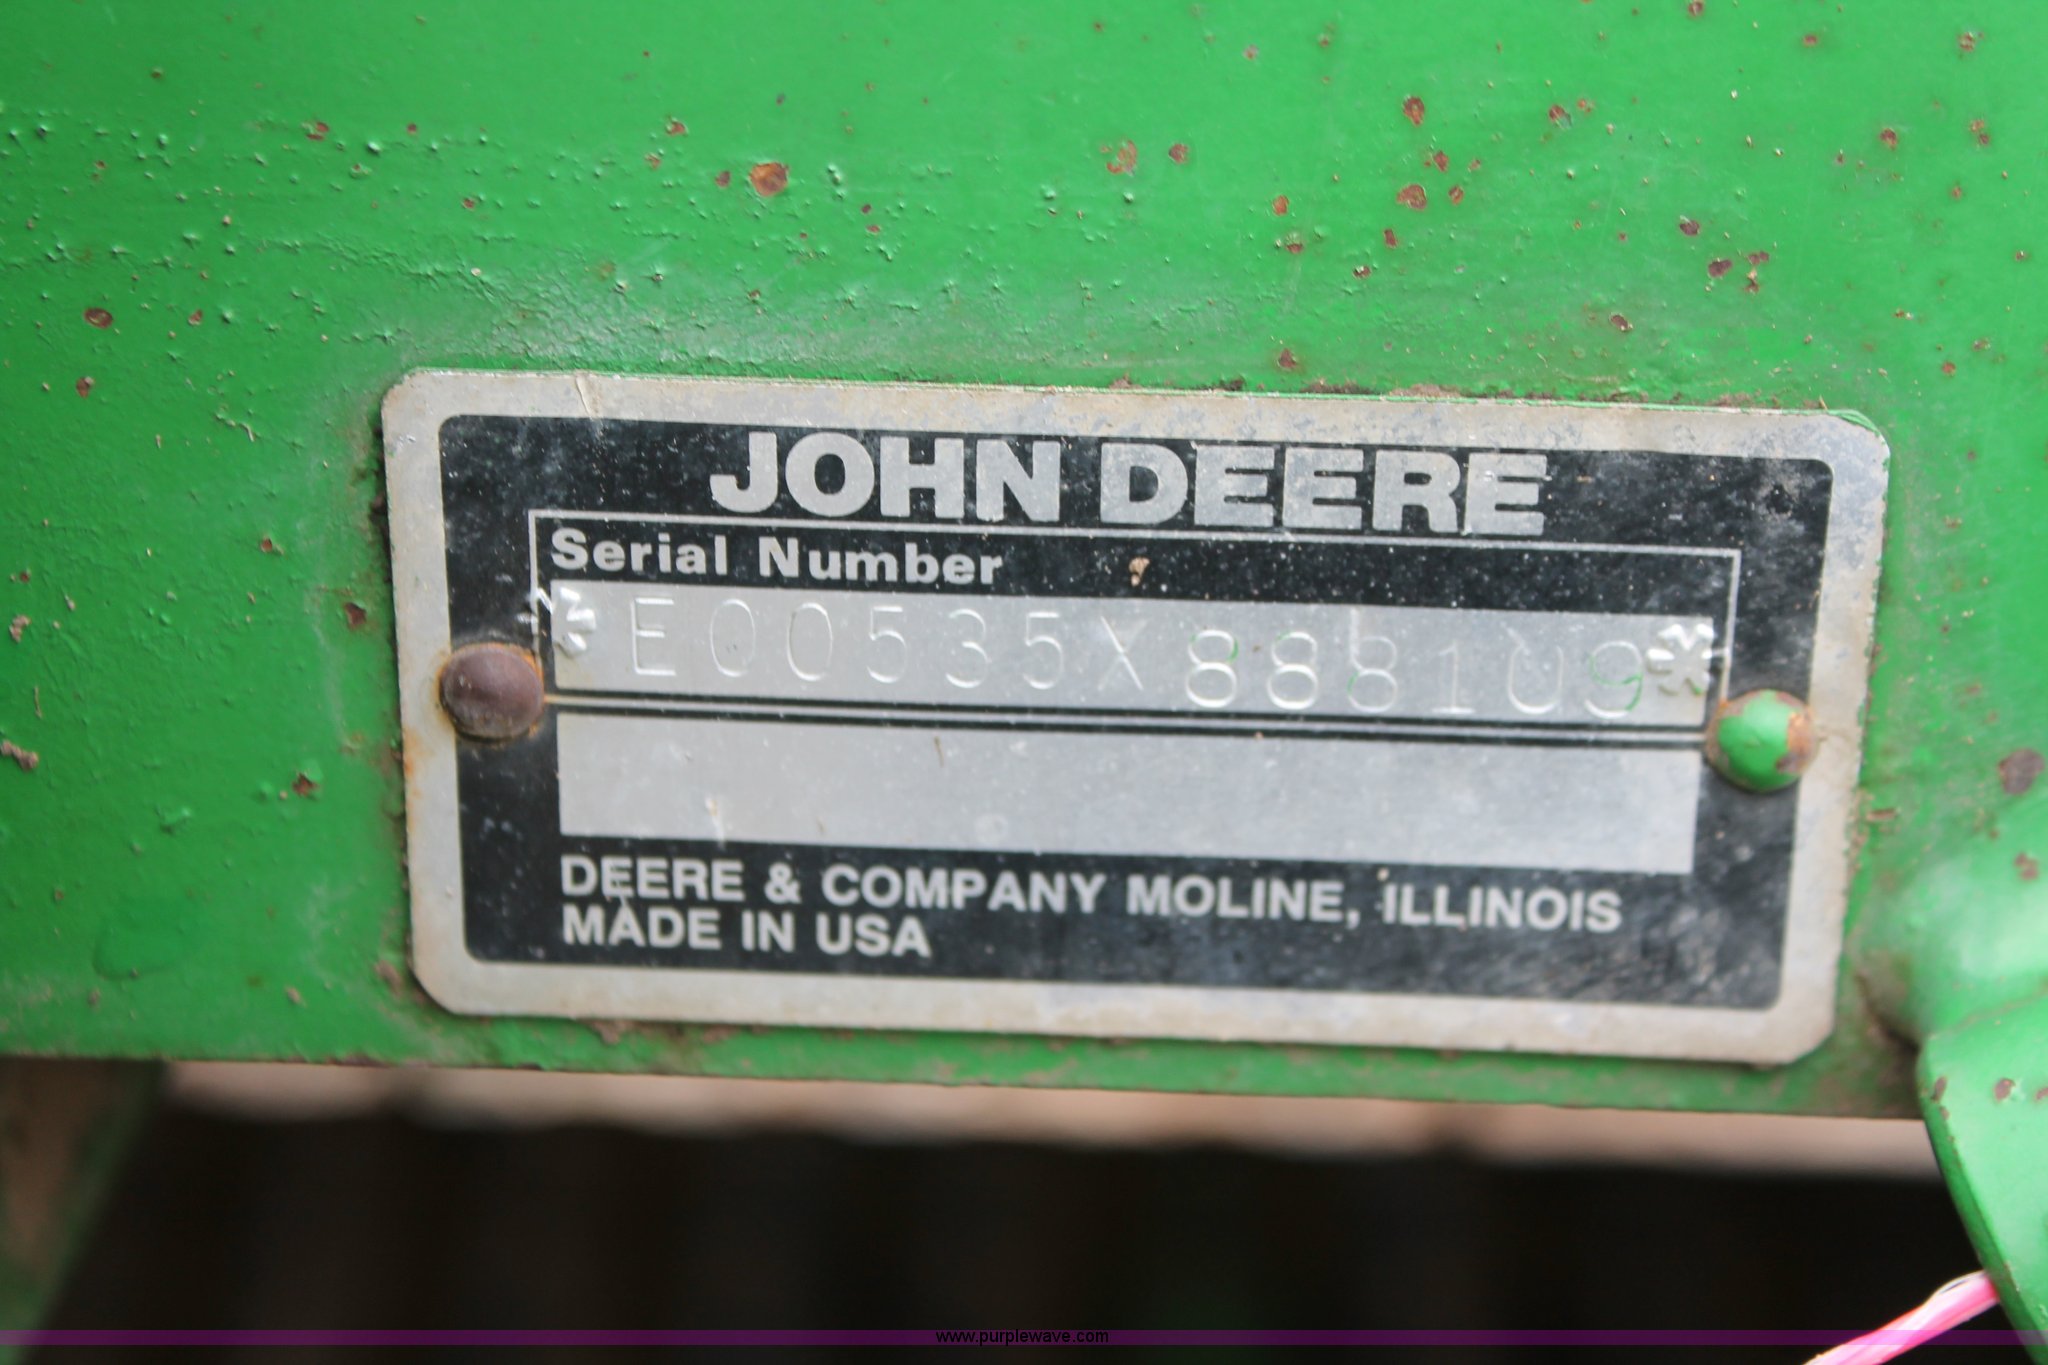 JOHN DEERE
Serial Number
*E00535X888109*
DEERE & COMPANY MOLINE, ILLINOIS
MADE IN USA
www.purplewave.com